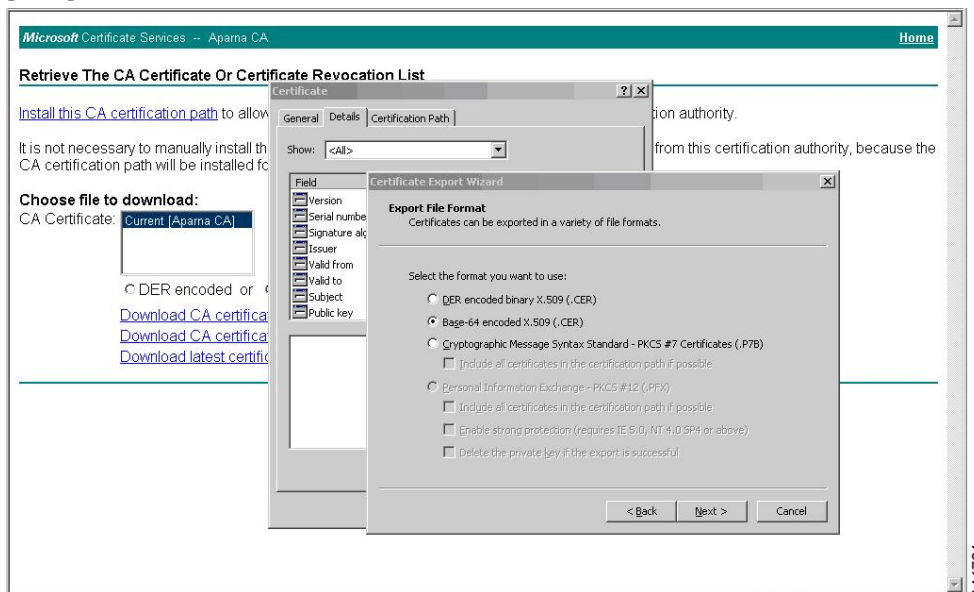 Microsoft Certificate Services -- Aparna CA Home
Retrieve The CA Certificate Or Certificate Revocation List
Certificate
Install this CA certification path to allow
authority.
General Details Certification Path
It is not necessary to manually install
from this certification authority, because the
CA certification path will be installed
Show: <All>
Field
Choose file to download:
CA Certificate: Current [Aparna CA]
Version
Serial
Signature
Issuer
Valid from
Valid to
Subject
Public key
DER encoded or
Download CA
Download CA
Download latest
Certificate Export Wizard
Export File Format
Certificates can be exported in a variety of file formats.
Select the format you want to use:
DER encoded binary X.509 (.CER)
Base-64 encoded X.509 (.CER)
Cryptographic Message Syntax Standard - PKCS #7 Certificates (.P7B)
Include all certificates in the certification path if possible
Personal Information Exchange - PKCS #12 (.PFX)
Include all certificates in the certification path if possible
Enable strong protection (requires IE 5.0, NT 4.0 SP4 or above)
Delete the private key if the export is successful
< Back Next > Cancel